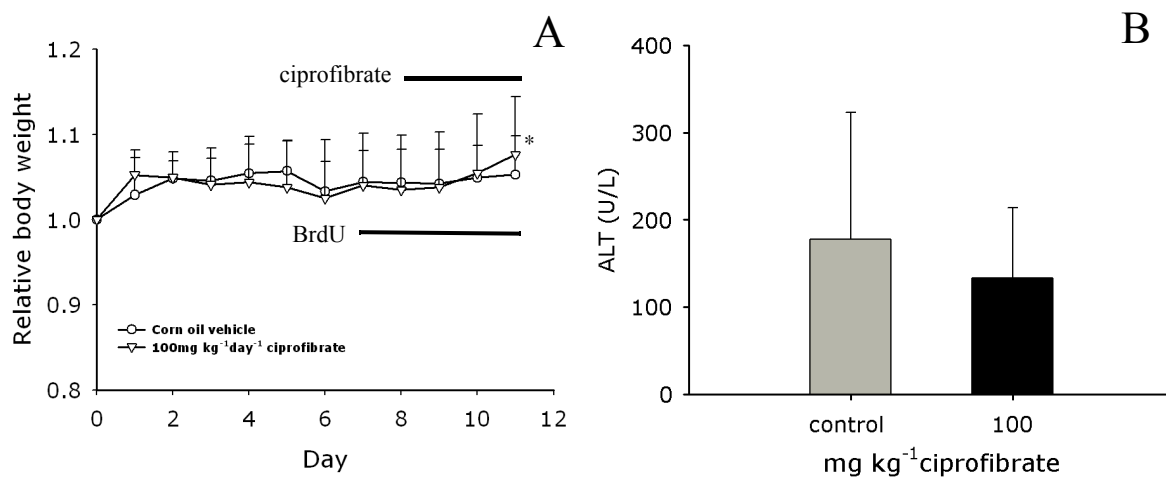 A
Relative body weight
1.2
1.1
1.0
0.9
0.8
ciprofibrate
*
BrdU
Corn oil vehicle
100mg kg⁻¹day⁻¹ ciprofibrate
0 2 4 6 8 10 12
Day
B
ALT (U/L)
400
300
200
100
0
control 100
mg kg⁻¹ciprofibrate